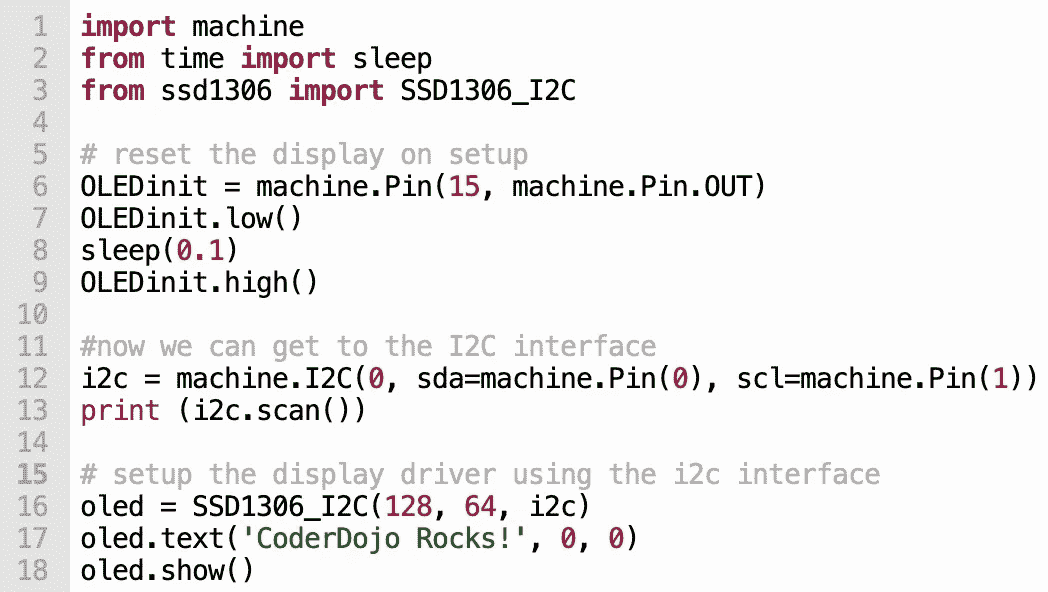 1 import machine
2 from time import sleep
3 from ssd1306 import SSD1306_I2C
4
5 # reset the display on setup
6 OLEDinit = machine.Pin(15, machine.Pin.OUT)
7 OLEDinit.low()
8 sleep(0.1)
9 OLEDinit.high()
10
11 #now we can get to the I2C interface
12 i2c = machine.I2C(0, sda=machine.Pin(0), scl=machine.Pin(1))
13 print (i2c.scan())
14
15 # setup the display driver using the i2c interface
16 oled = SSD1306_I2C(128, 64, i2c)
17 oled.text('CoderDojo Rocks!', 0, 0)
18 oled.show()